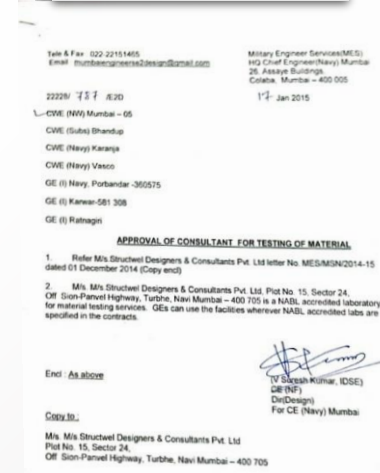 Tele & Fax 022-22151465
Email mumbaiengineerse2design@gmail.com
Military Engineer Services(MES)
HQ Chief Engineer(Navy) Mumbai
26, Assaye Buildings
Colaba, Mumbai – 400 005
22228/ 787 /E2D
17 Jan 2015
CWE (NW) Mumbai – 05
CWE (Subs) Bhandup
CWE (Navy) Karanja
CWE (Navy) Vasco
GE (I) Navy, Porbandar -360575
GE (I) Karwar-581 308
GE (I) Ratnagiri
APPROVAL OF CONSULTANT FOR TESTING OF MATERIAL
1. Refer M/s Structwel Designers & Consultants Pvt. Ltd letter No. MES/MSN/2014-15
dated 01 December 2014 (Copy encl)
2. M/s. M/s.Structwel Designers & Consultants Pvt. Ltd, Plot No. 15, Sector 24,
Off Sion-Panvel Highway, Turbhe, Navi Mumbai – 400 705 is a NABL accredited laboratory
for material testing services. GEs can use the facilities wherever NABL accredited labs are
specified in the contracts.
Encl : As above
(V Suresh Kumar, IDSE)
CE (NF)
Dir(Design)
For CE (Navy) Mumbai
Copy to :
M/s. M/s Structwel Designers & Consultants Pvt. Ltd
Plot No. 15, Sector 24,
Off Sion-Panvel Highway, Turbhe, Navi Mumbai – 400 705